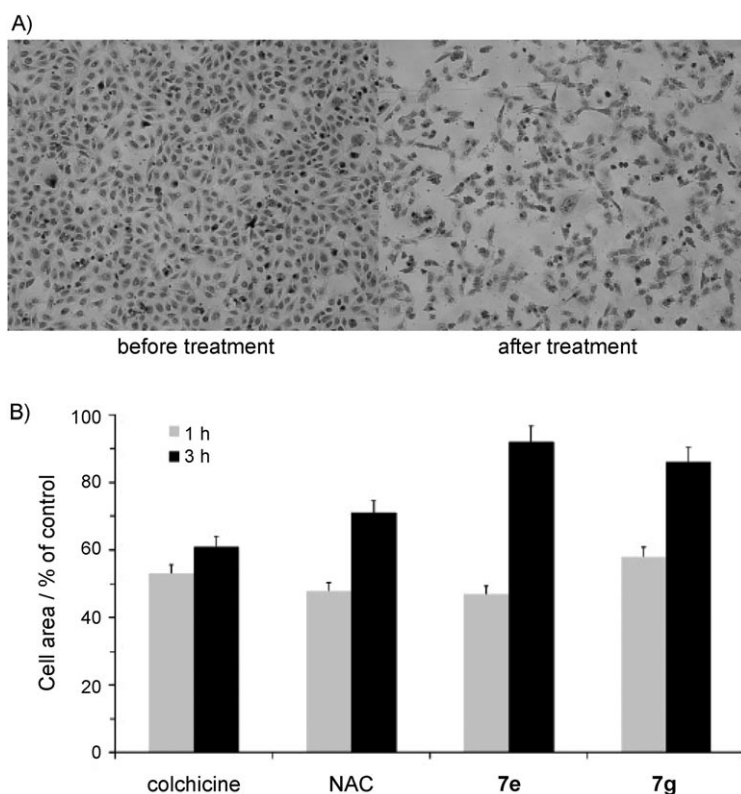 A)
before treatment after treatment
B)
100
80
60
40
20
0
Cell area / % of control
1 h
3 h
colchicine NAC 7e 7g